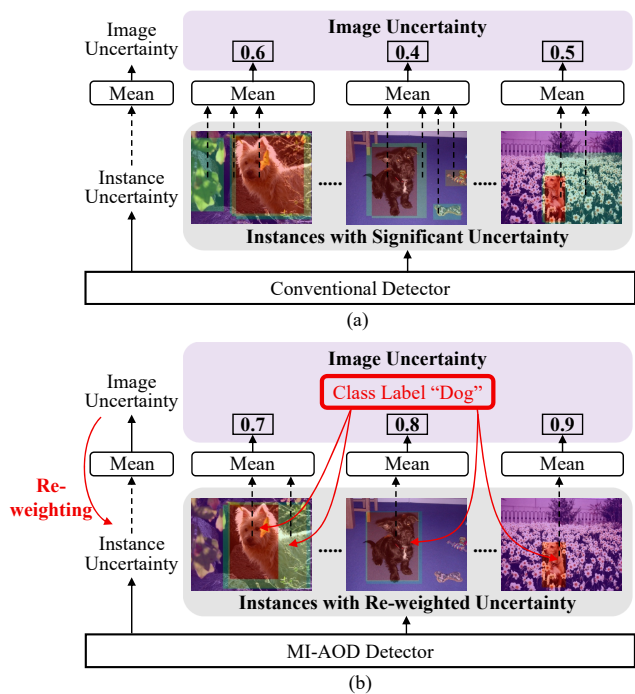 Image
Uncertainty
Image Uncertainty
0.6
0.4
0.5
Mean
Mean
Mean
Mean
Instance
Uncertainty
.....
.....
Instances with Significant Uncertainty
Conventional Detector
(a)
Image
Uncertainty
Image Uncertainty
Class Label “Dog”
0.7
0.8
0.9
Mean
Mean
Mean
Mean
Re-
weighting
Instance
Uncertainty
.....
.....
Instances with Re-weighted Uncertainty
MI-AOD Detector
(b)